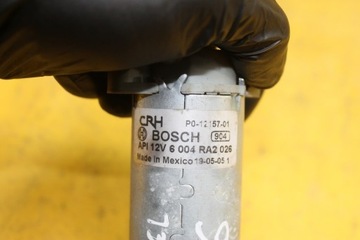 CRH P0-12157-01
BOSCH 904
API 12V 6 004 RA2 026
Made in Mexico 19-05-05 1